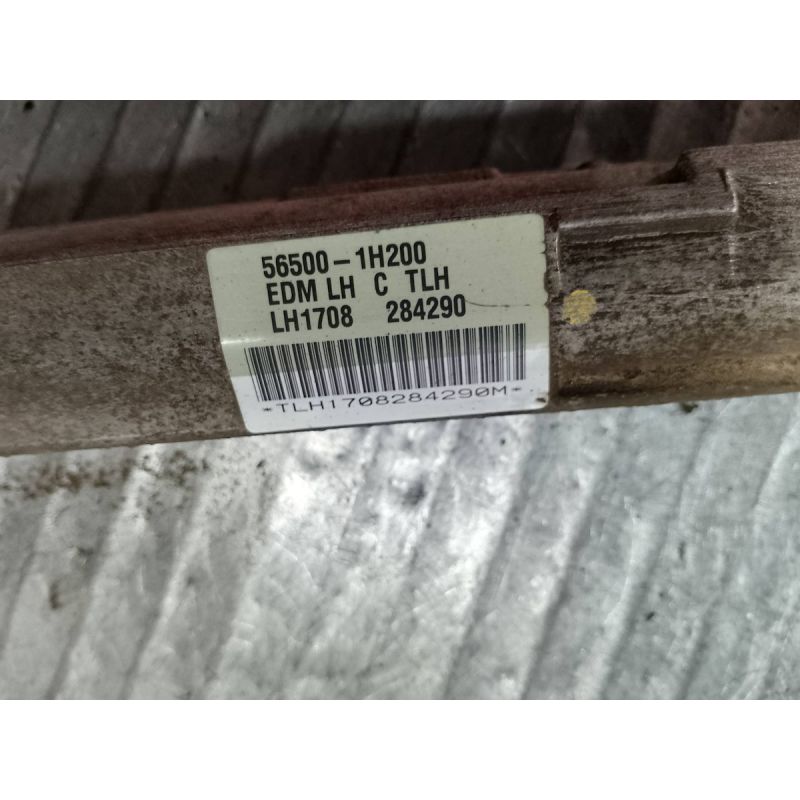 56500-1H200
EDM LH C TLH
LH1708 284290
*TLH1708284290M*